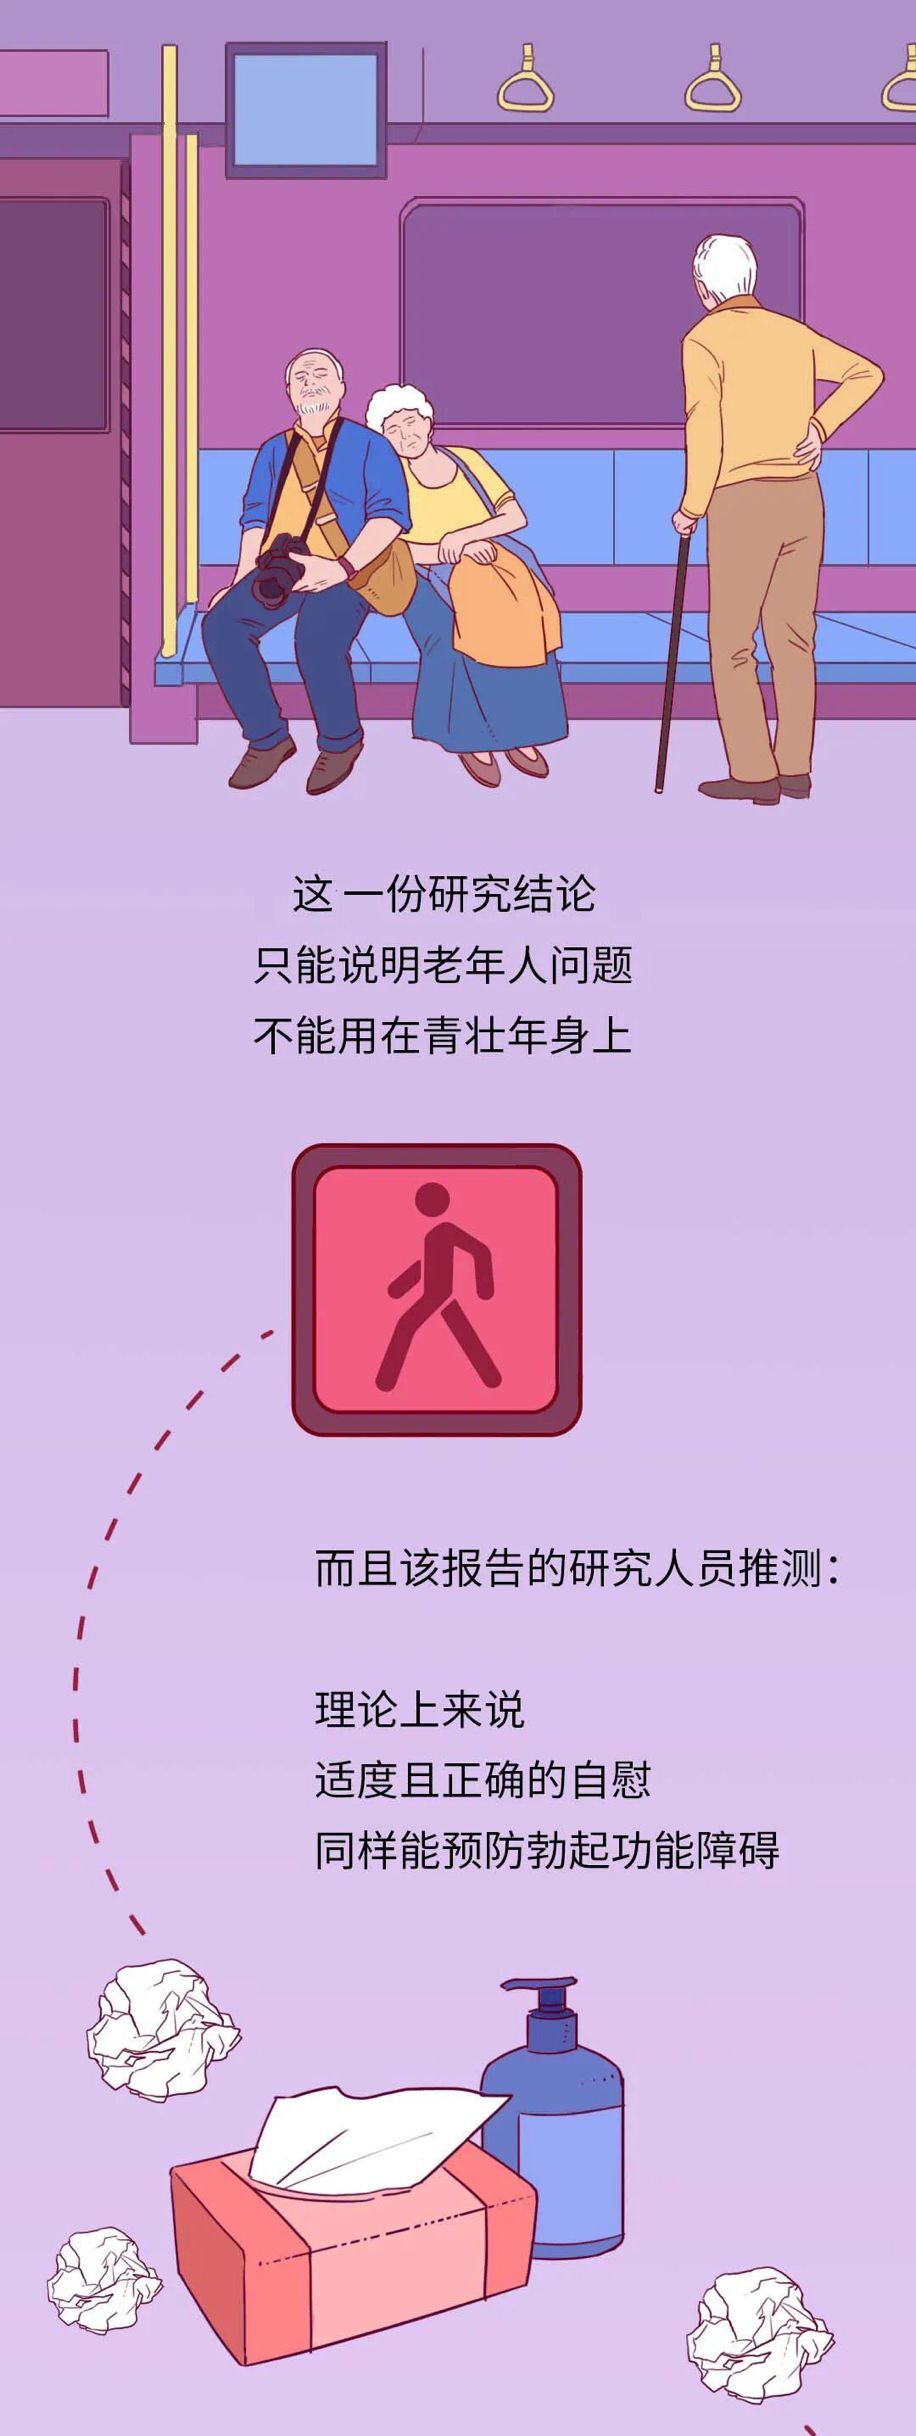 这一份研究结论
只能说明老年人问题
不能用在青壮年身上
而且该报告的研究人员推测：
理论上来说
适度且正确的自慰
同样能预防勃起功能障碍